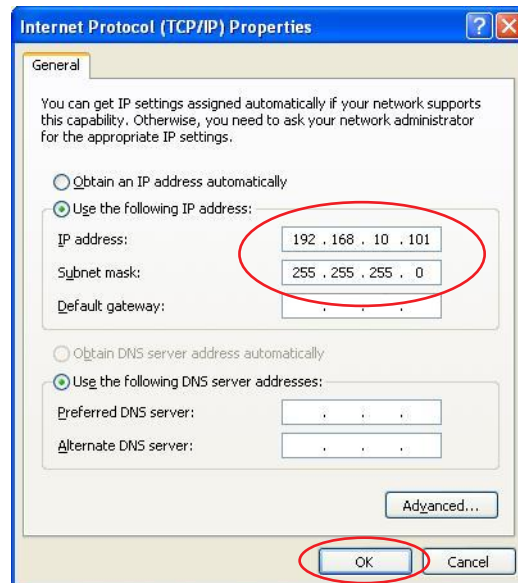 Internet Protocol (TCP/IP) Properties
General
You can get IP settings assigned automatically if your network supports
this capability. Otherwise, you need to ask your network administrator
for the appropriate IP settings.
Obtain an IP address automatically
Use the following IP address:
IP address: 192 . 168 . 10 . 101
Subnet mask: 255 . 255 . 255 . 0
Default gateway: . . .
Obtain DNS server address automatically
Use the following DNS server addresses:
Preferred DNS server: . . .
Alternate DNS server: . . .
Advanced...
OK Cancel